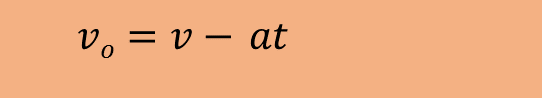 vₒ = v − at